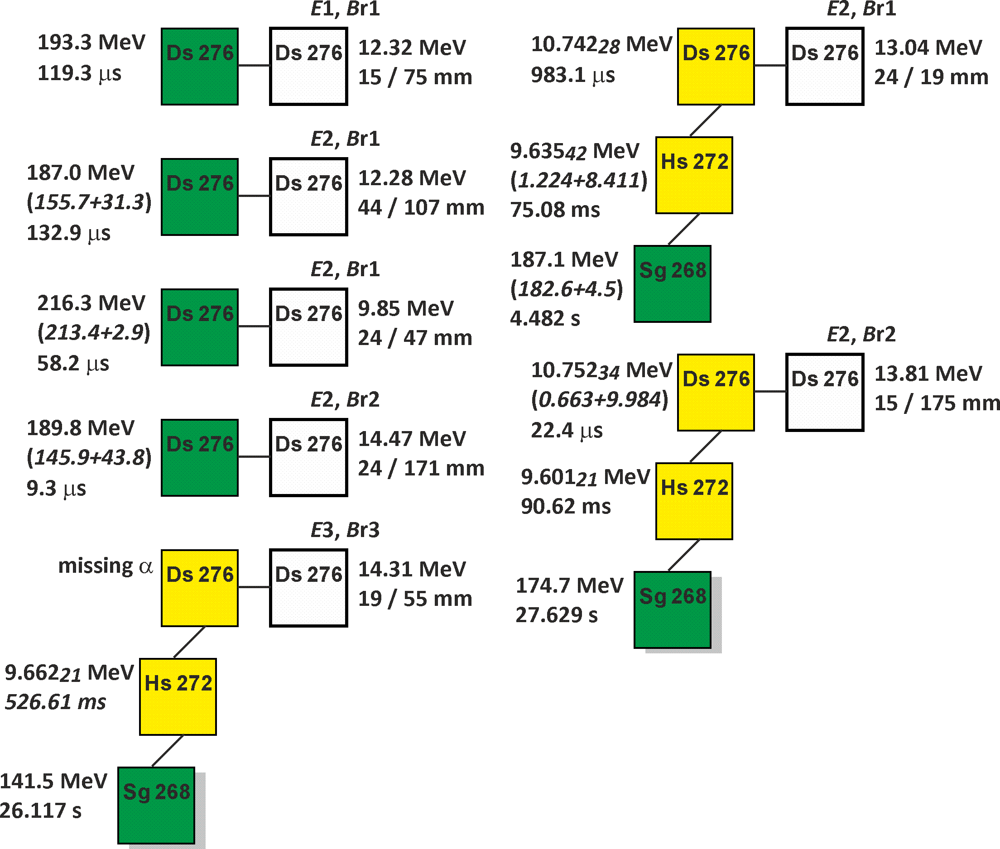 E1, Br1
193.3 MeV
119.3 μs
Ds 276
Ds 276
12.32 MeV
15 / 75 mm
E2, Br1
187.0 MeV
(155.7+31.3)
132.9 μs
Ds 276
Ds 276
12.28 MeV
44 / 107 mm
E2, Br1
216.3 MeV
(213.4+2.9)
58.2 μs
Ds 276
Ds 276
9.85 MeV
24 / 47 mm
E2, Br2
189.8 MeV
(145.9+43.8)
9.3 μs
Ds 276
Ds 276
14.47 MeV
24 / 171 mm
E3, Br3
missing α
Ds 276
Ds 276
14.31 MeV
19 / 55 mm
9.66221 MeV
526.61 ms
Hs 272
141.5 MeV
26.117 s
Sg 268
E2, Br1
10.74228 MeV
983.1 μs
Ds 276
Ds 276
13.04 MeV
24 / 19 mm
9.63542 MeV
(1.224+8.411)
75.08 ms
Hs 272
187.1 MeV
(182.6+4.5)
4.482 s
Sg 268
E2, Br2
10.75234 MeV
(0.663+9.984)
22.4 μs
Ds 276
Ds 276
13.81 MeV
15 / 175 mm
9.60121 MeV
90.62 ms
Hs 272
174.7 MeV
27.629 s
Sg 268